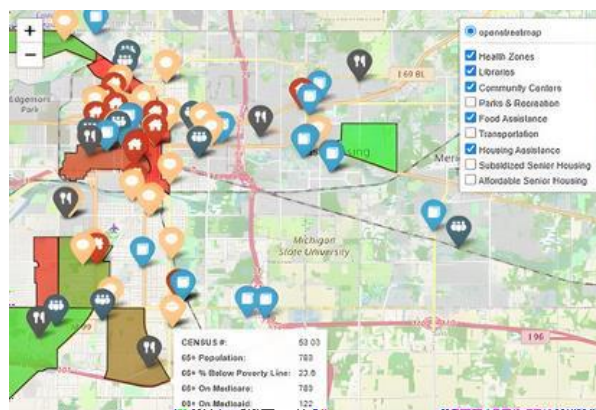 +
−
openstreetmap
Health Zones
Libraries
Community Centers
Parks & Recreation
Food Assistance
Transportation
Housing Assistance
Subsidized Senior Housing
Affordable Senior Housing
I 69 BL
Edgemont
Park
Michigan
State University
I 96
CENSUS #: 53.03
65+ Population: 783
65+ % Below Poverty Line: 23.6
65+ On Medicare: 783
65+ On Medicaid: 122